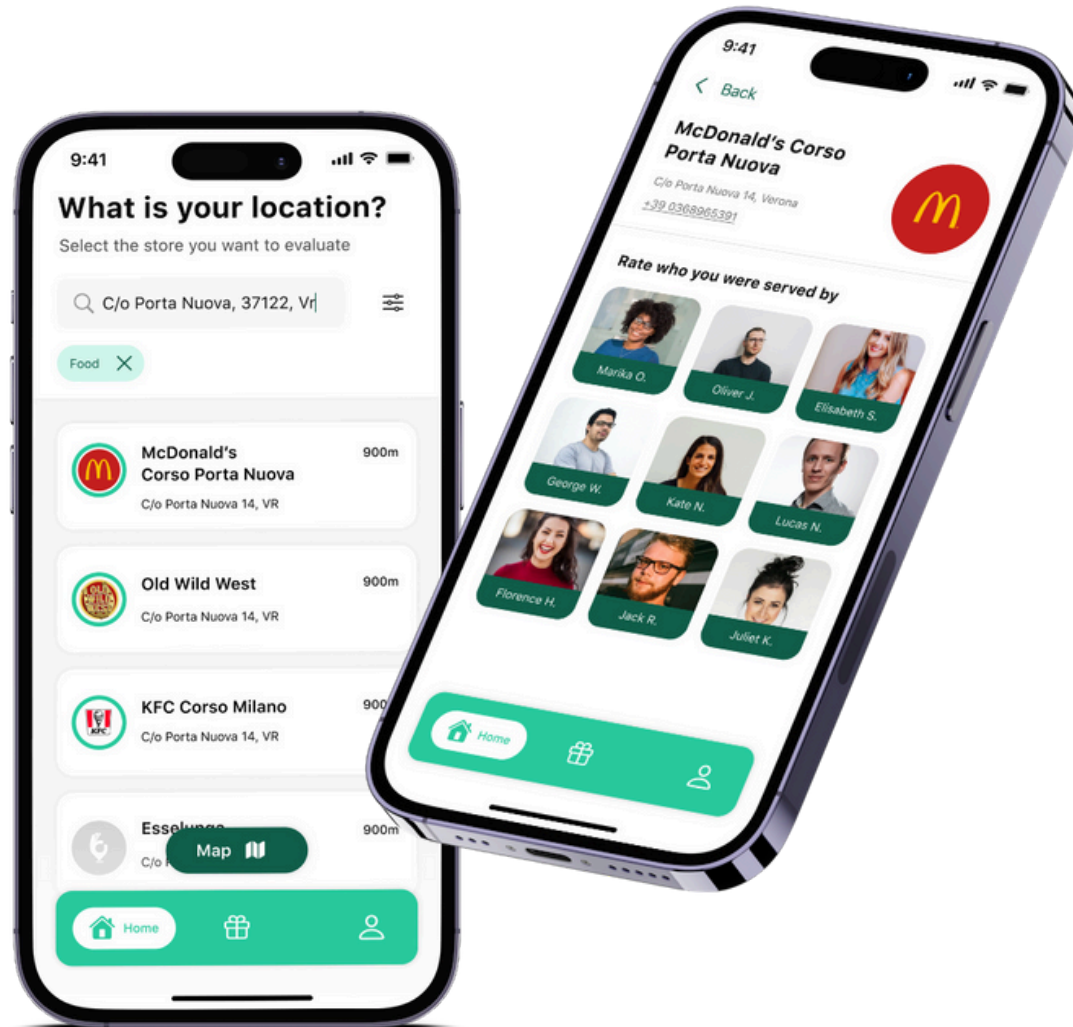 9:41
What is your location?
Select the store you want to evaluate
C/o Porta Nuova, 37122, Vr
Food
McDonald's
Corso Porta Nuova
900m
C/o Porta Nuova 14, VR
Old Wild West
900m
C/o Porta Nuova 14, VR
KFC
KFC Corso Milano
C/o Porta Nuova 14, VR
Esselunga
900m
C/o
Map
Home
9:41
Back
McDonald's Corso
Porta Nuova
C/o Porta Nuova 14, Verona
+39 0368965391
Rate who you were served by
Marika O.
Oliver J.
Elisabeth S.
George W.
Kate N.
Lucas N.
Florence H.
Jack R.
Juliet K.
Home